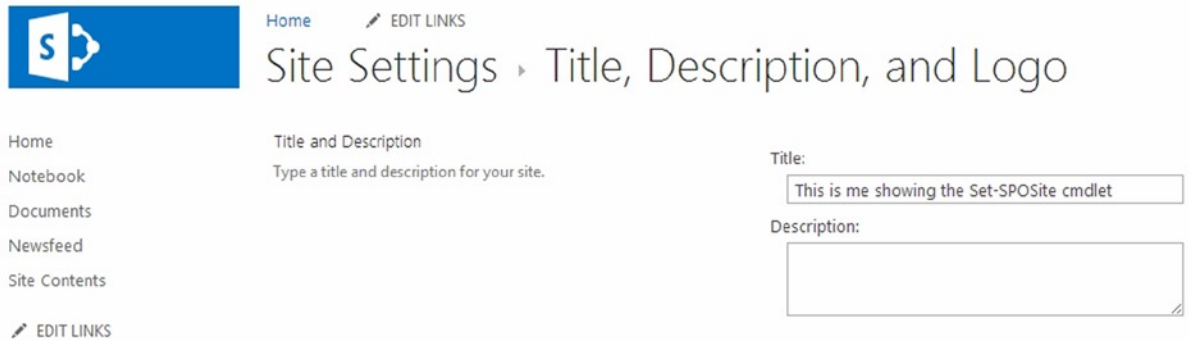 S
Home EDIT LINKS
Site Settings ▸ Title, Description, and Logo
Home
Notebook
Documents
Newsfeed
Site Contents
EDIT LINKS
Title and Description
Type a title and description for your site.
Title:
This is me showing the Set-SPOSite cmdlet
Description: